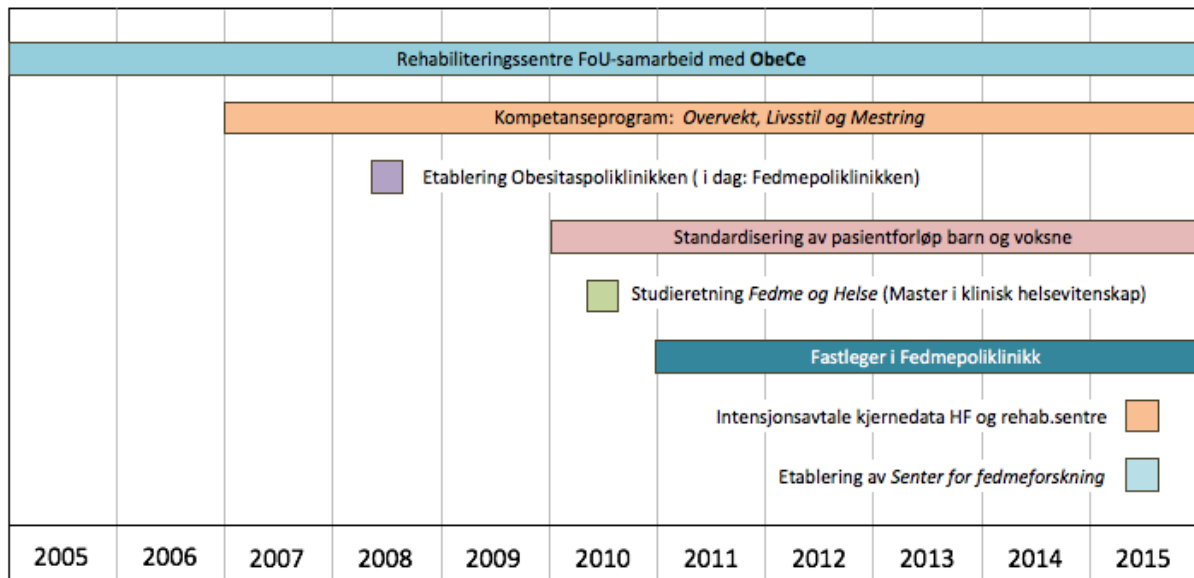 Rehabiliteringssentre FoU-samarbeid med ObeCe
Kompetanseprogram: Overvekt, Livsstil og Mestring
Etablering Obesitaspoliklinikken ( i dag: Fedmepoliklinikken)
Standardisering av pasientforløp barn og voksne
Studieretning Fedme og Helse (Master i klinisk helsevitenskap)
Fastleger i Fedmepoliklinikk
Intensjonsavtale kjernedata HF og rehab.sentre
Etablering av Senter for fedmeforskning
2005 2006 2007 2008 2009 2010 2011 2012 2013 2014 2015